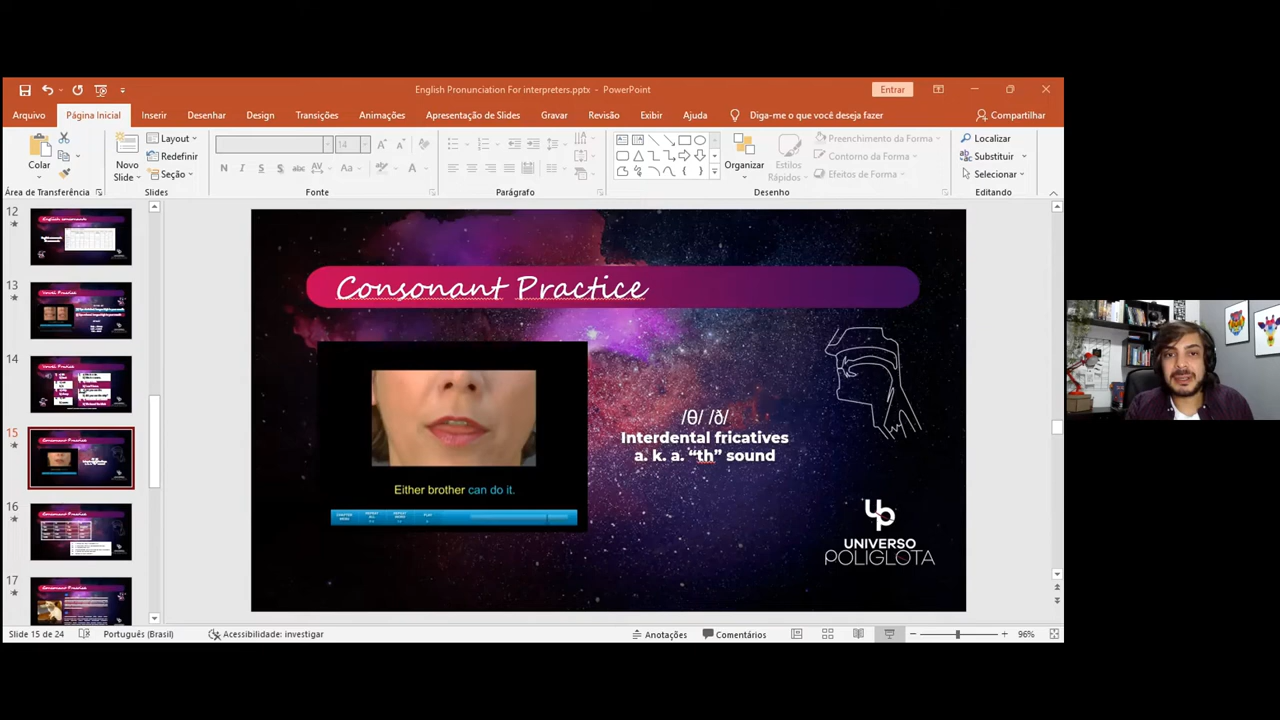 English Pronunciation For interpreters.pptx - PowerPoint
Entrar
Arquivo
Página Inicial
Inserir
Desenhar
Design
Transições
Animações
Apresentação de Slides
Gravar
Revisão
Exibir
Ajuda
Diga-me o que você deseja fazer
Compartilhar
Colar
Novo
Slide
Layout
Redefinir
Seção
14
N
I
S
S
Aa
A
Organizar
Estilos
Rápidos
Preenchimento da Forma
Contorno da Forma
Efeitos de Forma
Localizar
Substituir
Selecionar
Área de Transferência
Slides
Fonte
Parágrafo
Desenho
Editando
12
13
14
15
16
17
Consonant Practice
Either brother can do it.
/θ/ /ð/
Interdental fricatives
a. k. a. “th” sound
UP
UNIVERSO
POLIGLOTA
Slide 15 de 24
Português (Brasil)
Acessibilidade: investigar
Anotações
Comentários
96%